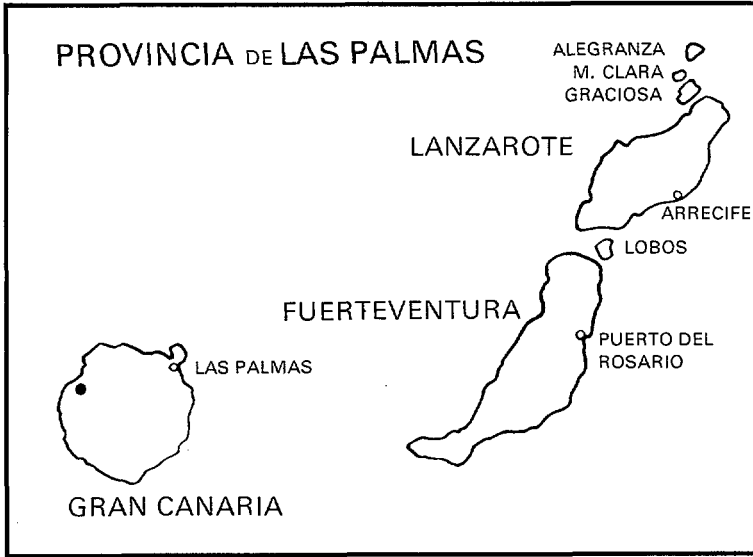 PROVINCIA DE LAS PALMAS
ALEGRANZA
M. CLARA
GRACIOSA
LANZAROTE
ARRECIFE
LOBOS
FUERTEVENTURA
PUERTO DEL
ROSARIO
LAS PALMAS
GRAN CANARIA